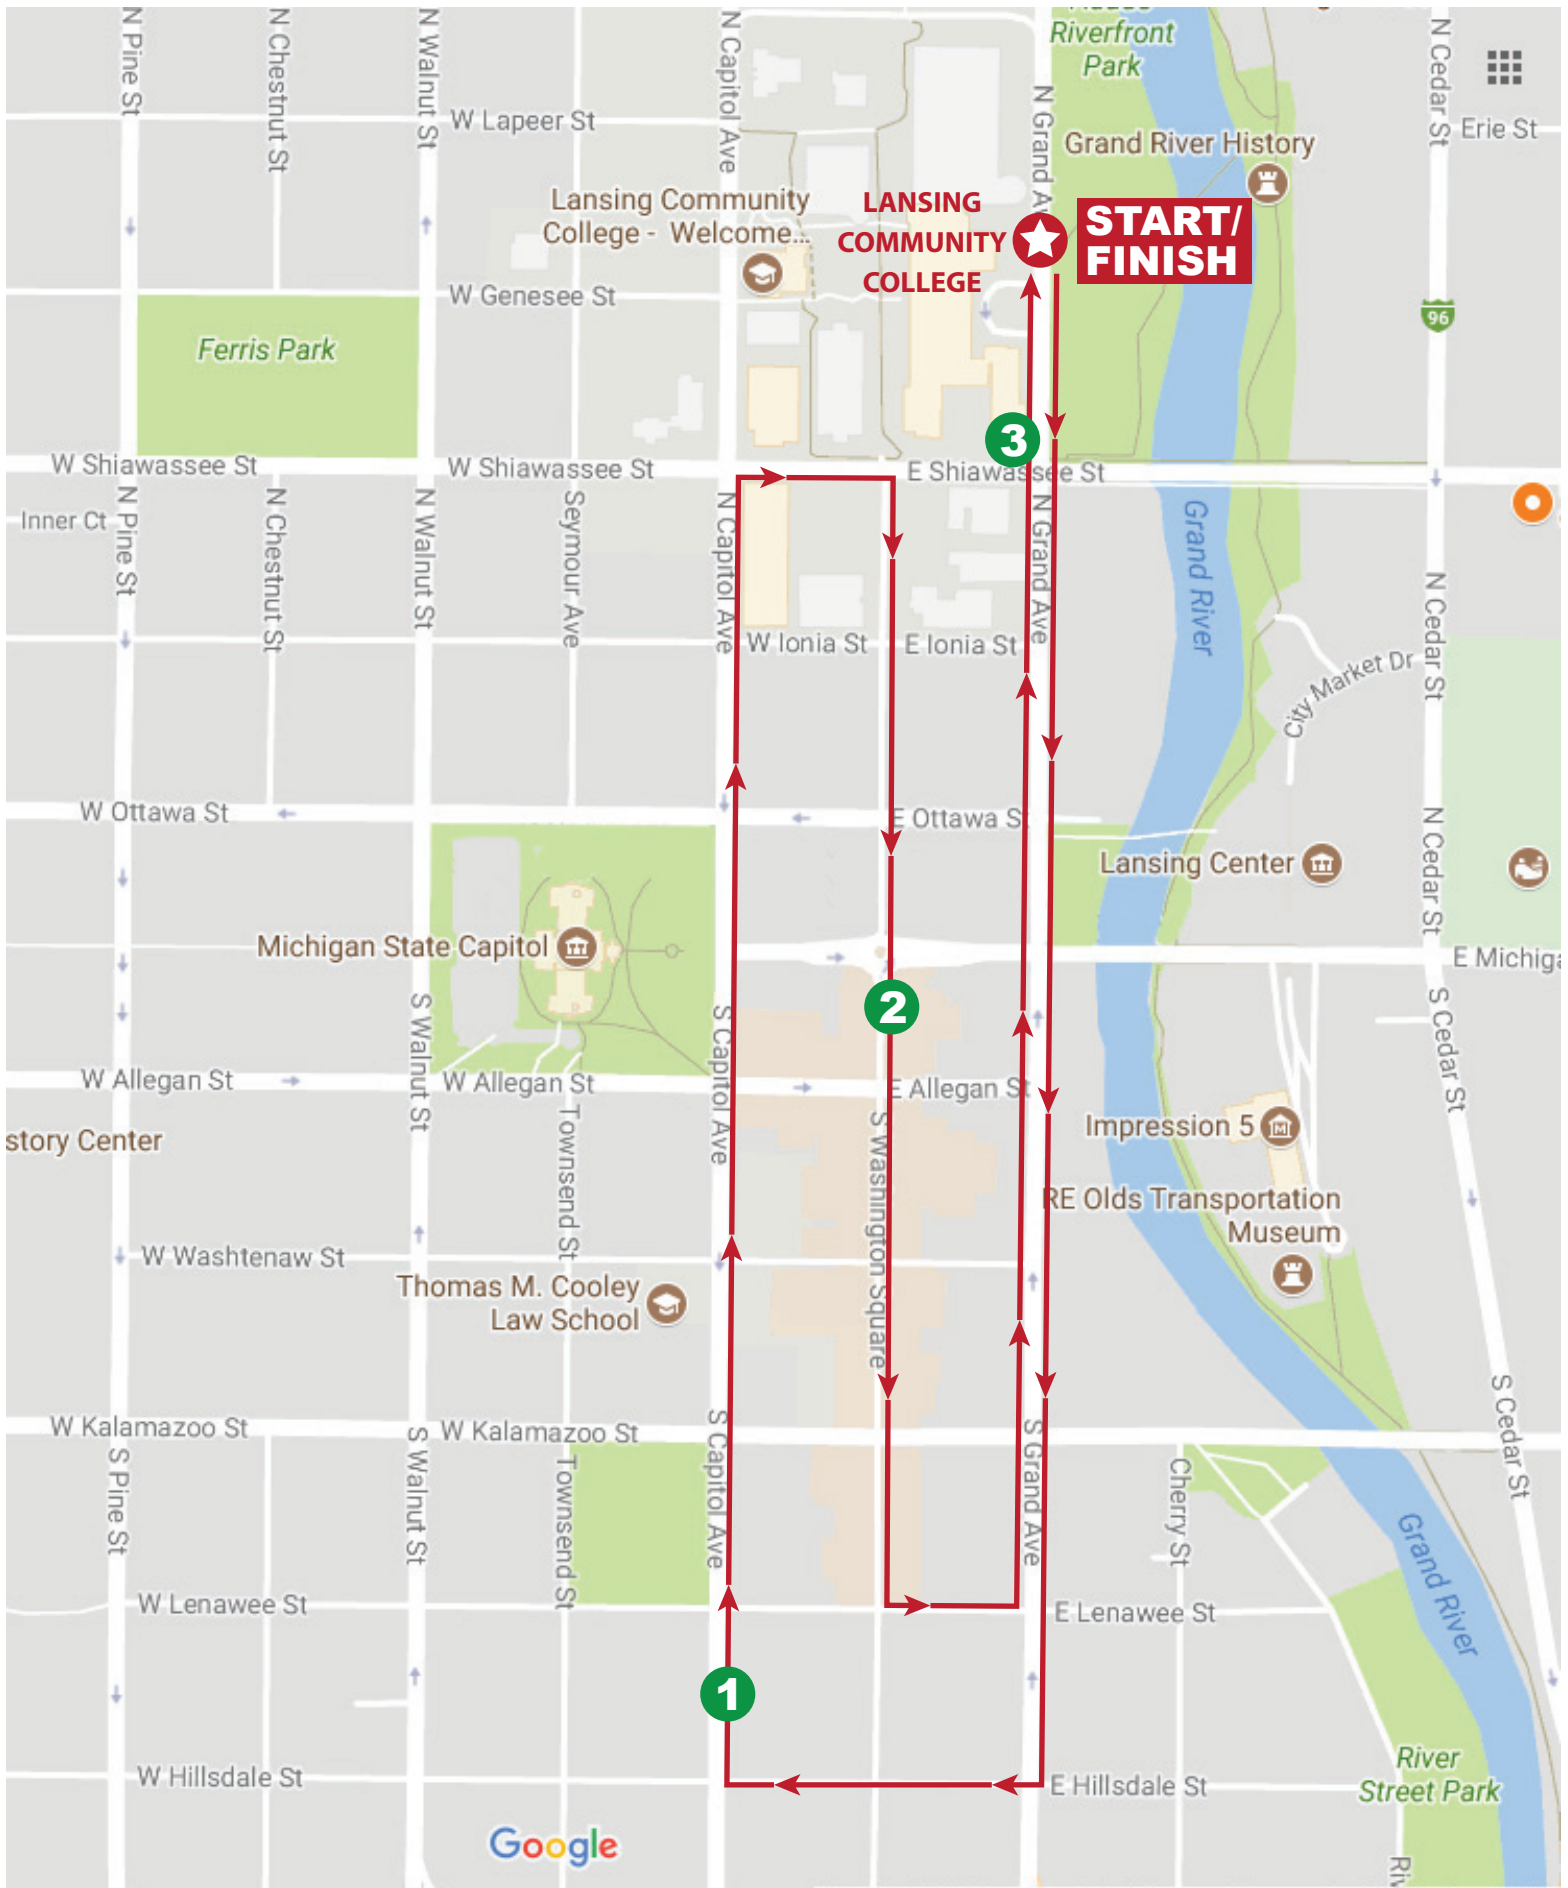 N Pine St
N Chestnut St
N Walnut St
N Capitol Ave
Riverfront
Park
N Cedar St
W Lapeer St
N Grand Av
Erie St
Grand River History
Lansing Community
College - Welcome...
LANSING
COMMUNITY
COLLEGE
START/
FINISH
W Genesee St
96
Ferris Park
3
W Shiawassee St
W Shiawassee St
E Shiawassee St
Inner Ct
N Pine St
N Chestnut St
N Walnut St
Seymour Ave
N Capitol Ave
N Grand Ave
Grand River
N Cedar St
W Ionia St
E Ionia St
City Market Dr
W Ottawa St
E Ottawa S
N Cedar St
Lansing Center
Michigan State Capitol
E Michiga
2
S Walnut St
S Capitol Ave
S Cedar St
W Allegan St
W Allegan St
E Allegan St
story Center
Townsend St
S Washington Square
Impression 5
RE Olds Transportation
Museum
W Washtenaw St
Thomas M. Cooley
Law School
W Kalamazoo St
W Kalamazoo St
S Pine St
S Walnut St
Townsend St
S Capitol Ave
S Grand Ave
Cherry St
S Cedar St
Grand River
W Lenawee St
E Lenawee St
1
W Hillsdale St
E Hillsdale St
River
Street Park
Google
Riv